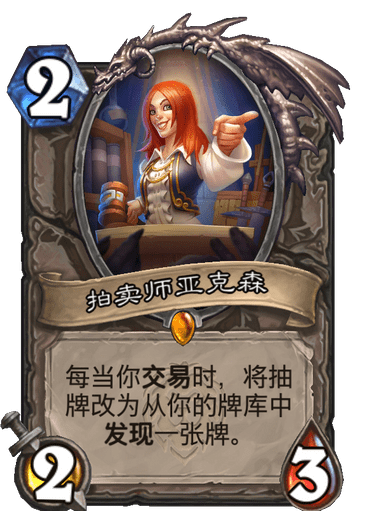 2
拍卖师亚克森
每当你交易时，将抽
牌改为从你的牌库中
发现一张牌。
2
3